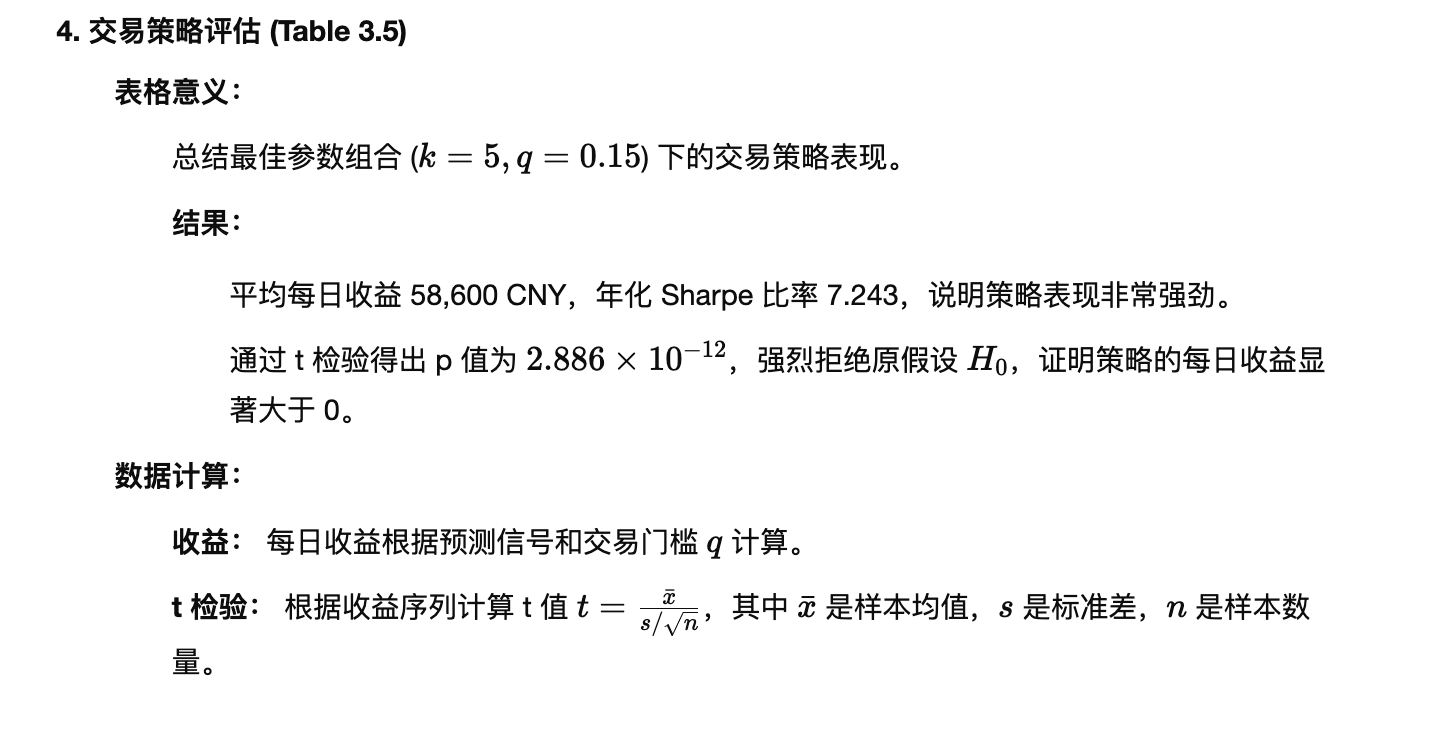 4. 交易策略评估 (Table 3.5)
表格意义：
总结最佳参数组合 (k = 5, q = 0.15) 下的交易策略表现。
结果：
平均每日收益 58,600 CNY，年化 Sharpe 比率 7.243，说明策略表现非常强劲。
通过 t 检验得出 p 值为 2.886 × 10⁻¹²，强烈拒绝原假设 H₀，证明策略的每日收益显
著大于 0。
数据计算：
收益： 每日收益根据预测信号和交易门槛 q 计算。
t 检验： 根据收益序列计算 t 值 t = x̄ / (s/√n)，其中 x̄ 是样本均值，s 是标准差，n 是样本数
量。